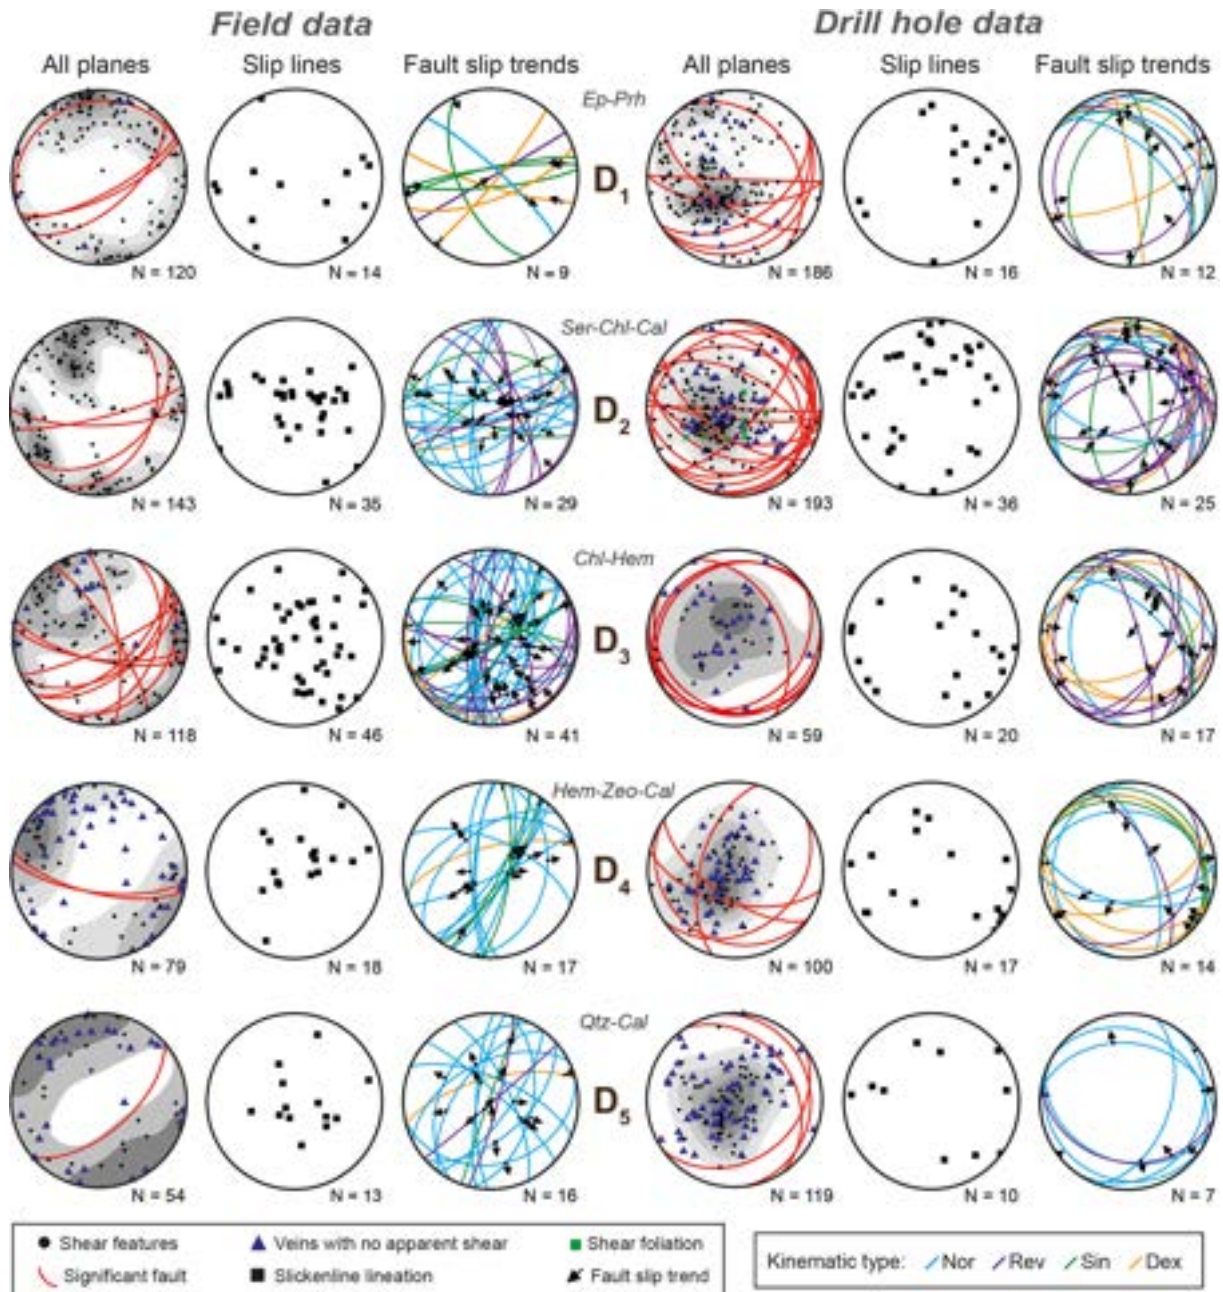 Field data
Drill hole data
All planes Slip lines Fault slip trends All planes Slip lines Fault slip trends
Ep-Prh
D1
N = 120 N = 14 N = 9 N = 186 N = 16 N = 12
Ser-Chl-Cal
D2
N = 143 N = 35 N = 29 N = 193 N = 36 N = 25
Chl-Hem
D3
N = 118 N = 46 N = 41 N = 59 N = 20 N = 17
Hem-Zeo-Cal
D4
N = 79 N = 18 N = 17 N = 100 N = 17 N = 14
Qtz-Cal
D5
N = 54 N = 13 N = 16 N = 119 N = 10 N = 7
Shear features Veins with no apparent shear Shear foliation
Significant fault Slickenline lineation Fault slip trend
Kinematic type: Nor Rev Sin Dex